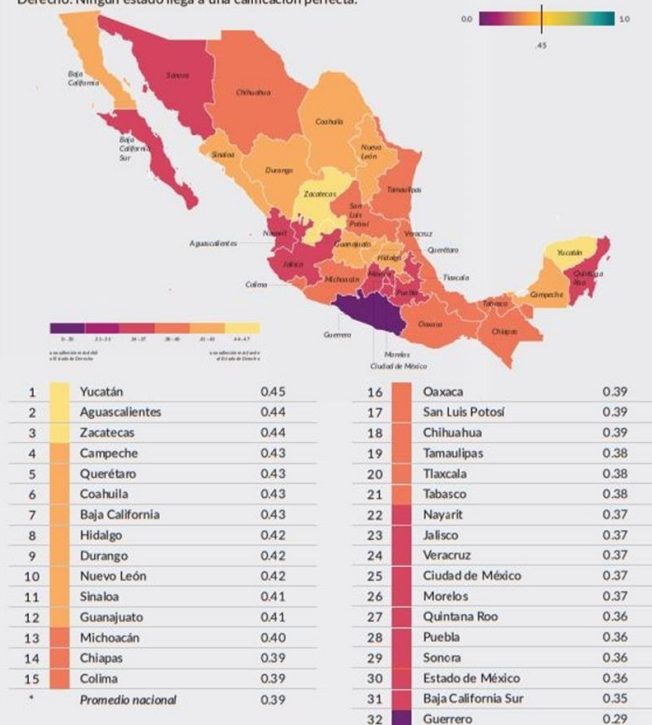 Derecho. Ningún estado llega a una calificación perfecta.
0.0
1.0
.45
Baja California
Sonora
Chihuahua
Baja California Sur
Coahuila
Sinaloa
Durango
Nuevo León
Zacatecas
Tamaulipas
San Luis Potosí
Nayarit
Aguascalientes
Guanajuato
Veracruz
Querétaro
Hidalgo
Jalisco
Colima
Michoacán
México
Puebla
Tlaxcala
Guerrero
Oaxaca
Tabasco
Chiapas
Campeche
Yucatán
Quintana Roo
Morelos
Ciudad de México
1 Yucatán 0.45
2 Aguascalientes 0.44
3 Zacatecas 0.44
4 Campeche 0.43
5 Querétaro 0.43
6 Coahuila 0.43
7 Baja California 0.43
8 Hidalgo 0.42
9 Durango 0.42
10 Nuevo León 0.42
11 Sinaloa 0.41
12 Guanajuato 0.41
13 Michoacán 0.40
14 Chiapas 0.39
15 Colima 0.39
* Promedio nacional 0.39
16 Oaxaca 0.39
17 San Luis Potosí 0.39
18 Chihuahua 0.39
19 Tamaulipas 0.38
20 Tlaxcala 0.38
21 Tabasco 0.38
22 Nayarit 0.37
23 Jalisco 0.37
24 Veracruz 0.37
25 Ciudad de México 0.37
26 Morelos 0.37
27 Quintana Roo 0.36
28 Puebla 0.36
29 Sonora 0.36
30 Estado de México 0.36
31 Baja California Sur 0.35
32 Guerrero 0.29